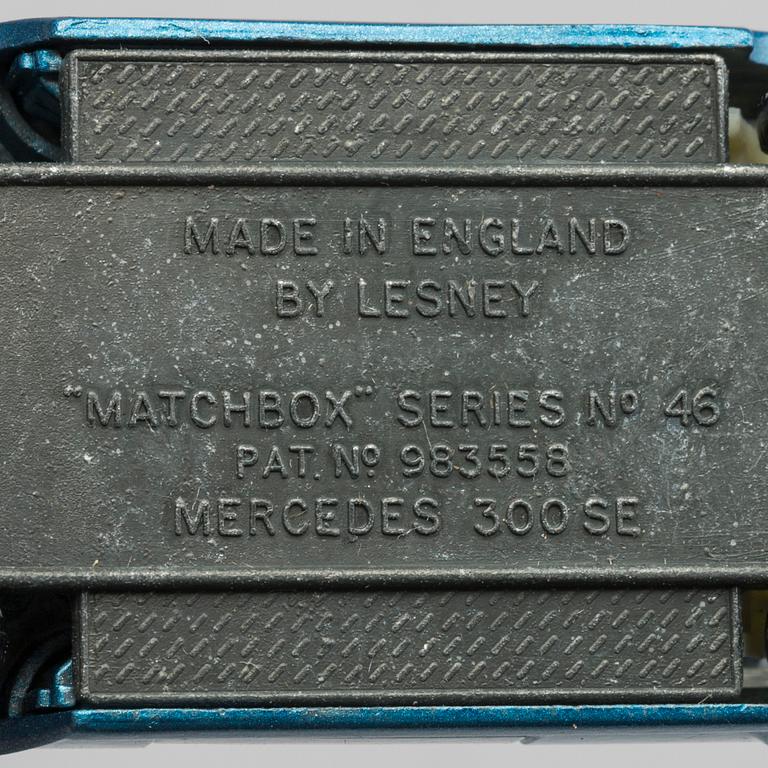 MADE IN ENGLAND
BY LESNEY
"MATCHBOX" SERIES Nº 46
PAT. Nº 983558
MERCEDES 300 SE